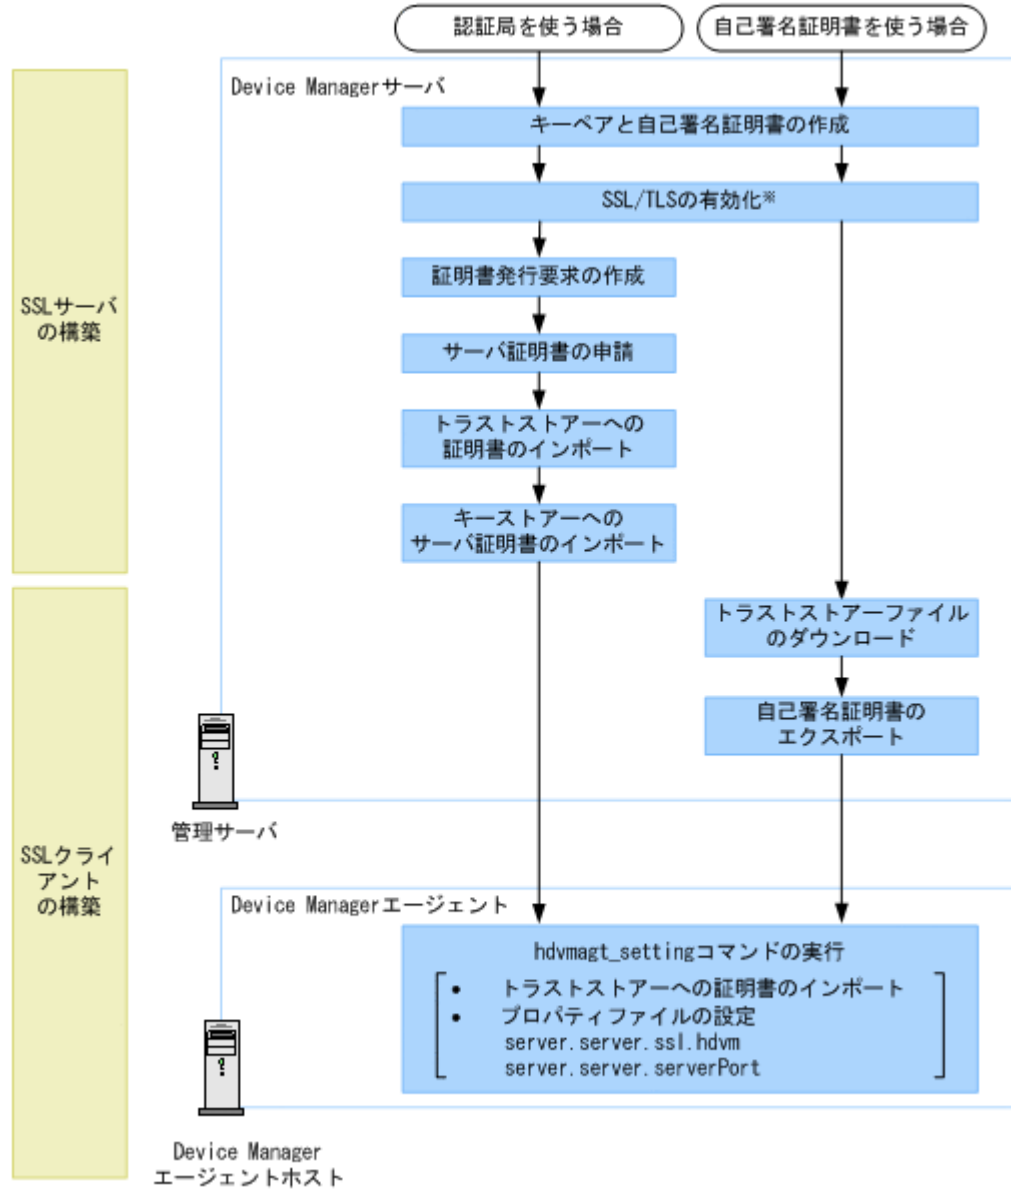 認証局を使う場合
自己署名証明書を使う場合
Device Managerサーバ
キーペアと自己署名証明書の作成
SSL/TLSの有効化※
証明書発行要求の作成
SSLサーバ
の構築
サーバ証明書の申請
トラストストアーへの
証明書のインポート
キーストアーへの
サーバ証明書のインポート
トラストストアーファイル
のダウンロード
自己署名証明書の
エクスポート
管理サーバ
SSLクライ
アント
の構築
Device Managerエージェント
hdvmagt_settingコマンドの実行
• トラストストアーへの証明書のインポート
• プロパティファイルの設定
server.server.ssl.hdvm
server.server.serverPort
Device Manager
エージェントホスト